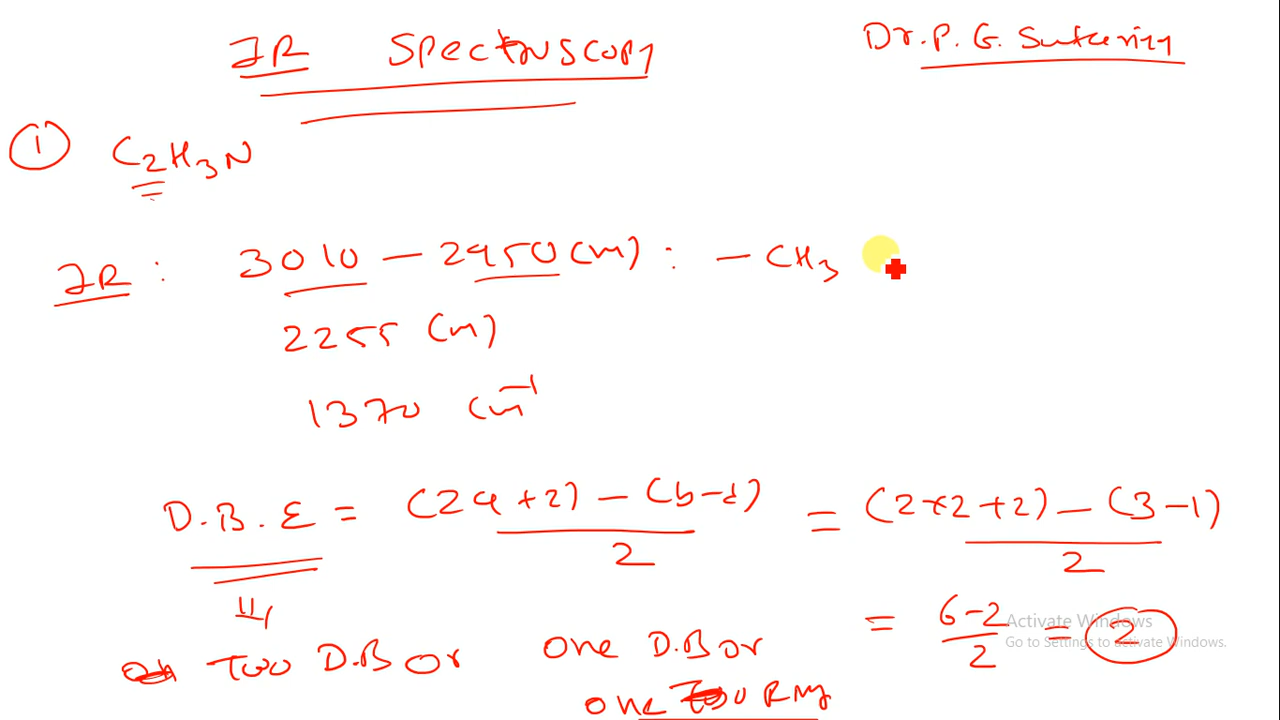 IR Spectroscopy
Dr. P. G.
① C₂H₃N
IR : 3010 – 2950 (m) : – CH₃
2255 (m)
1370 cm⁻¹
D.B.E = (2a+2) – (b–d) / 2 = (2×2+2) – (3–1) / 2
= 6–2 / 2 = 2
Activate Windows
Go to Settings to activate Windows.
Two D.B or one D.B or
one Ring